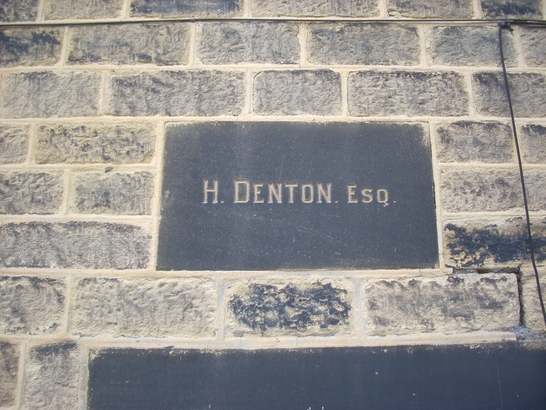 H. DENTON. ESQ.